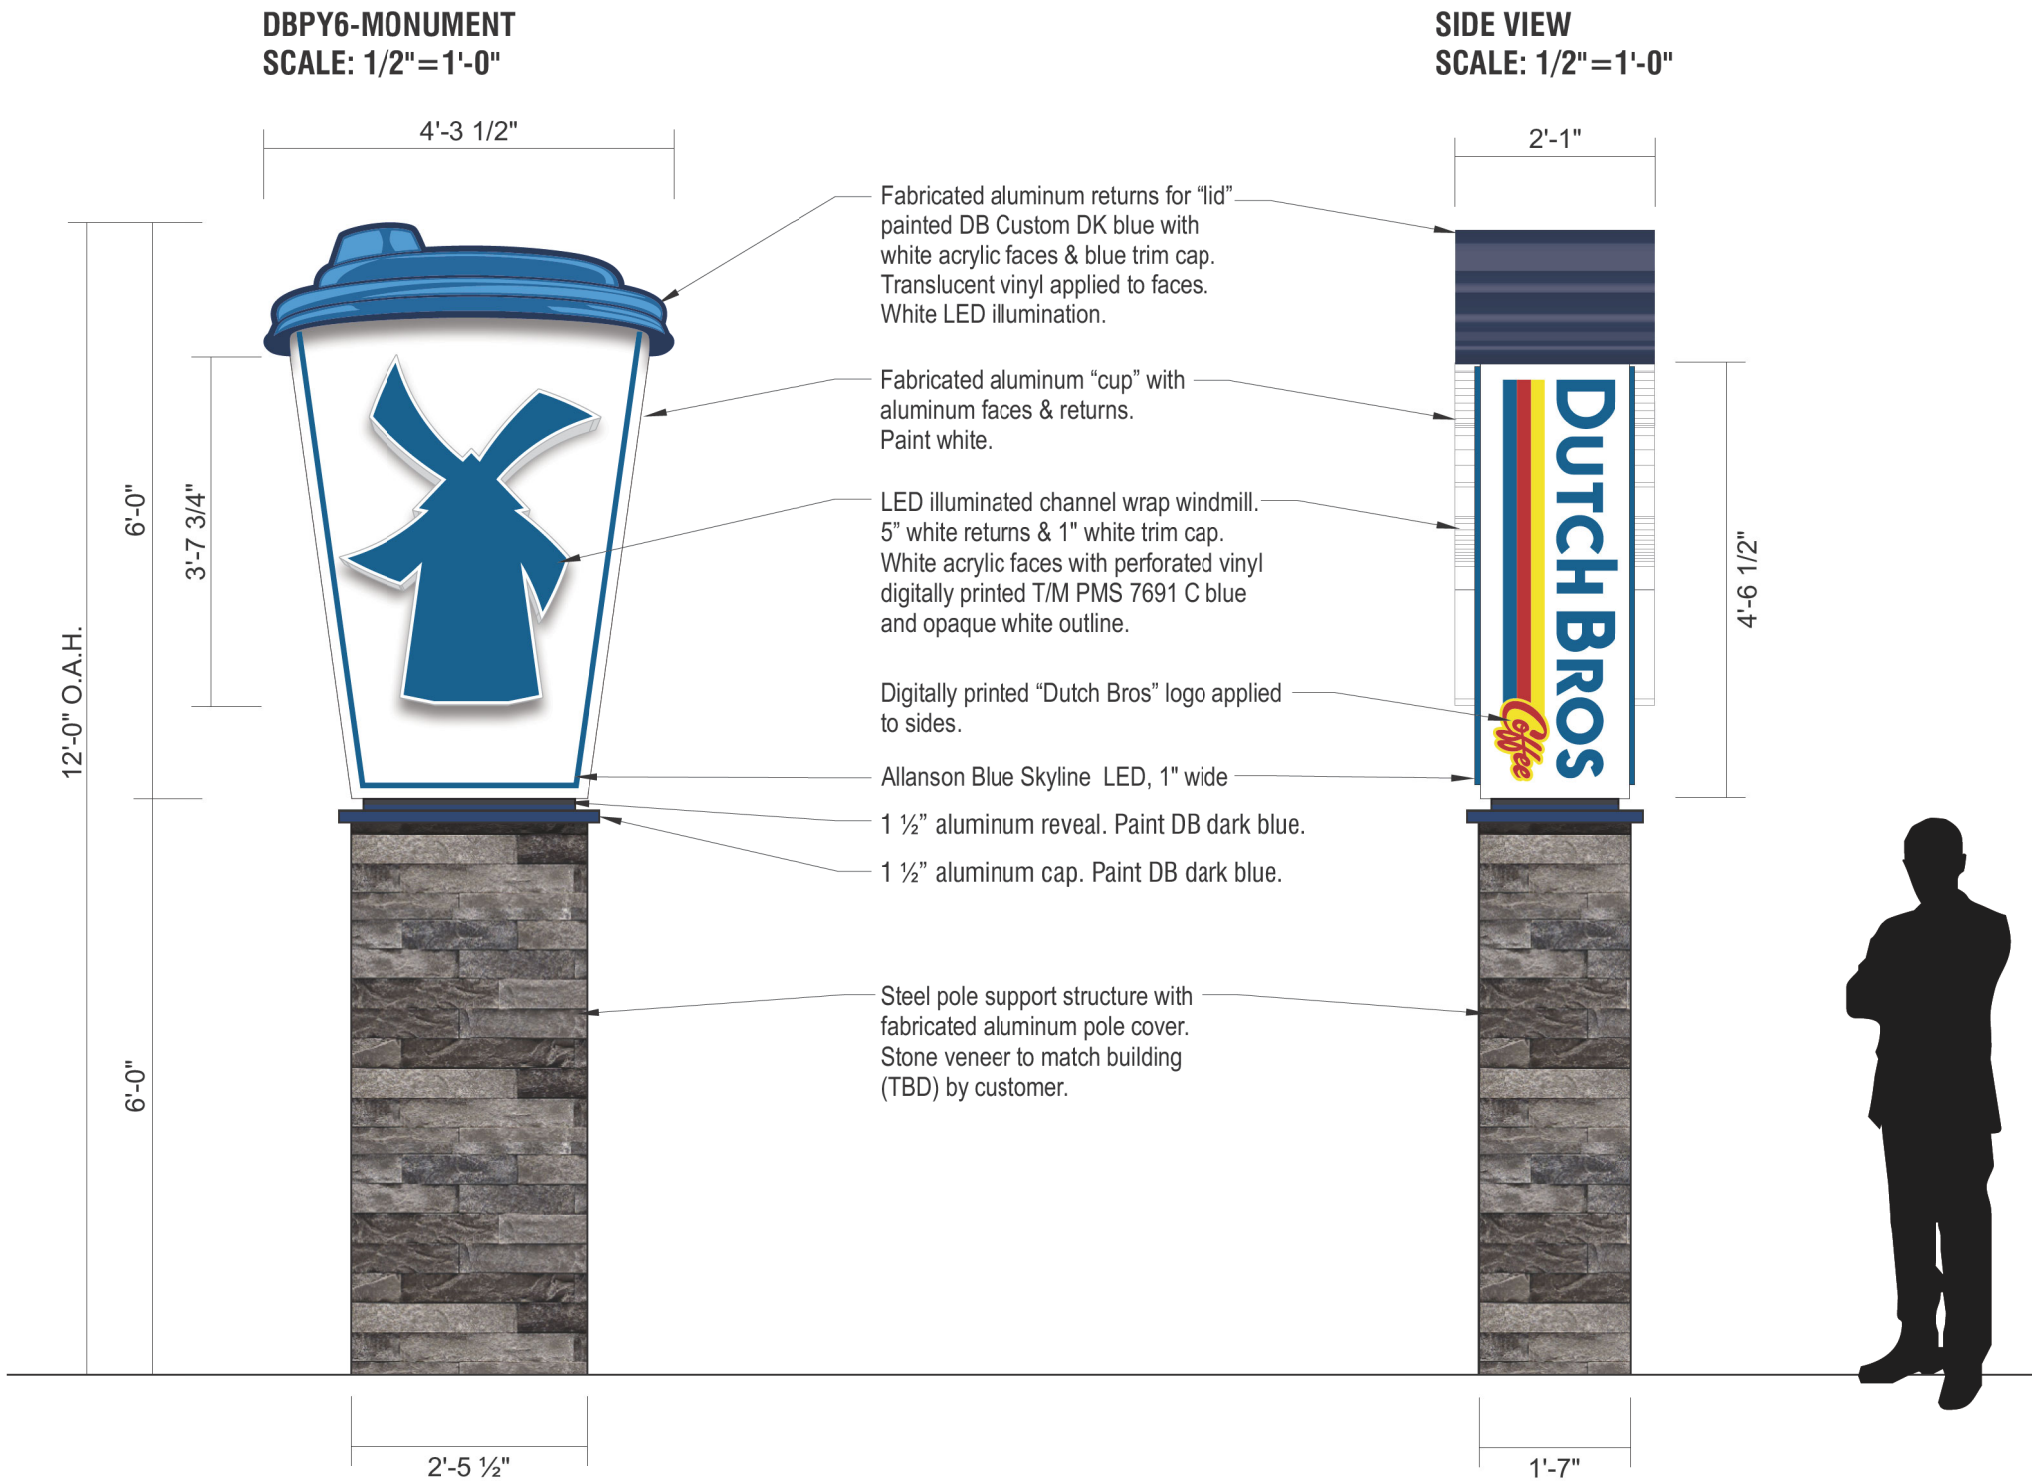 DBPY6-MONUMENT
SCALE: 1/2"=1'-0"
SIDE VIEW
SCALE: 1/2"=1'-0"
4'-3 1/2"
2'-1"
Fabricated aluminum returns for “lid”
painted DB Custom DK blue with
white acrylic faces & blue trim cap.
Translucent vinyl applied to faces.
White LED illumination.
Fabricated aluminum “cup” with
aluminum faces & returns.
Paint white.
LED illuminated channel wrap windmill.
5” white returns & 1" white trim cap.
White acrylic faces with perforated vinyl
digitally printed T/M PMS 7691 C blue
and opaque white outline.
Digitally printed “Dutch Bros” logo applied
to sides.
Allanson Blue Skyline LED, 1" wide
1 ½” aluminum reveal. Paint DB dark blue.
1 ½” aluminum cap. Paint DB dark blue.
Steel pole support structure with
fabricated aluminum pole cover.
Stone veneer to match building
(TBD) by customer.
12'-0" O.A.H.
6'-0"
3'-7 3/4"
6'-0"
DUTCH BROS
Coffee
4'-6 1/2"
2'-5 ½"
1'-7"